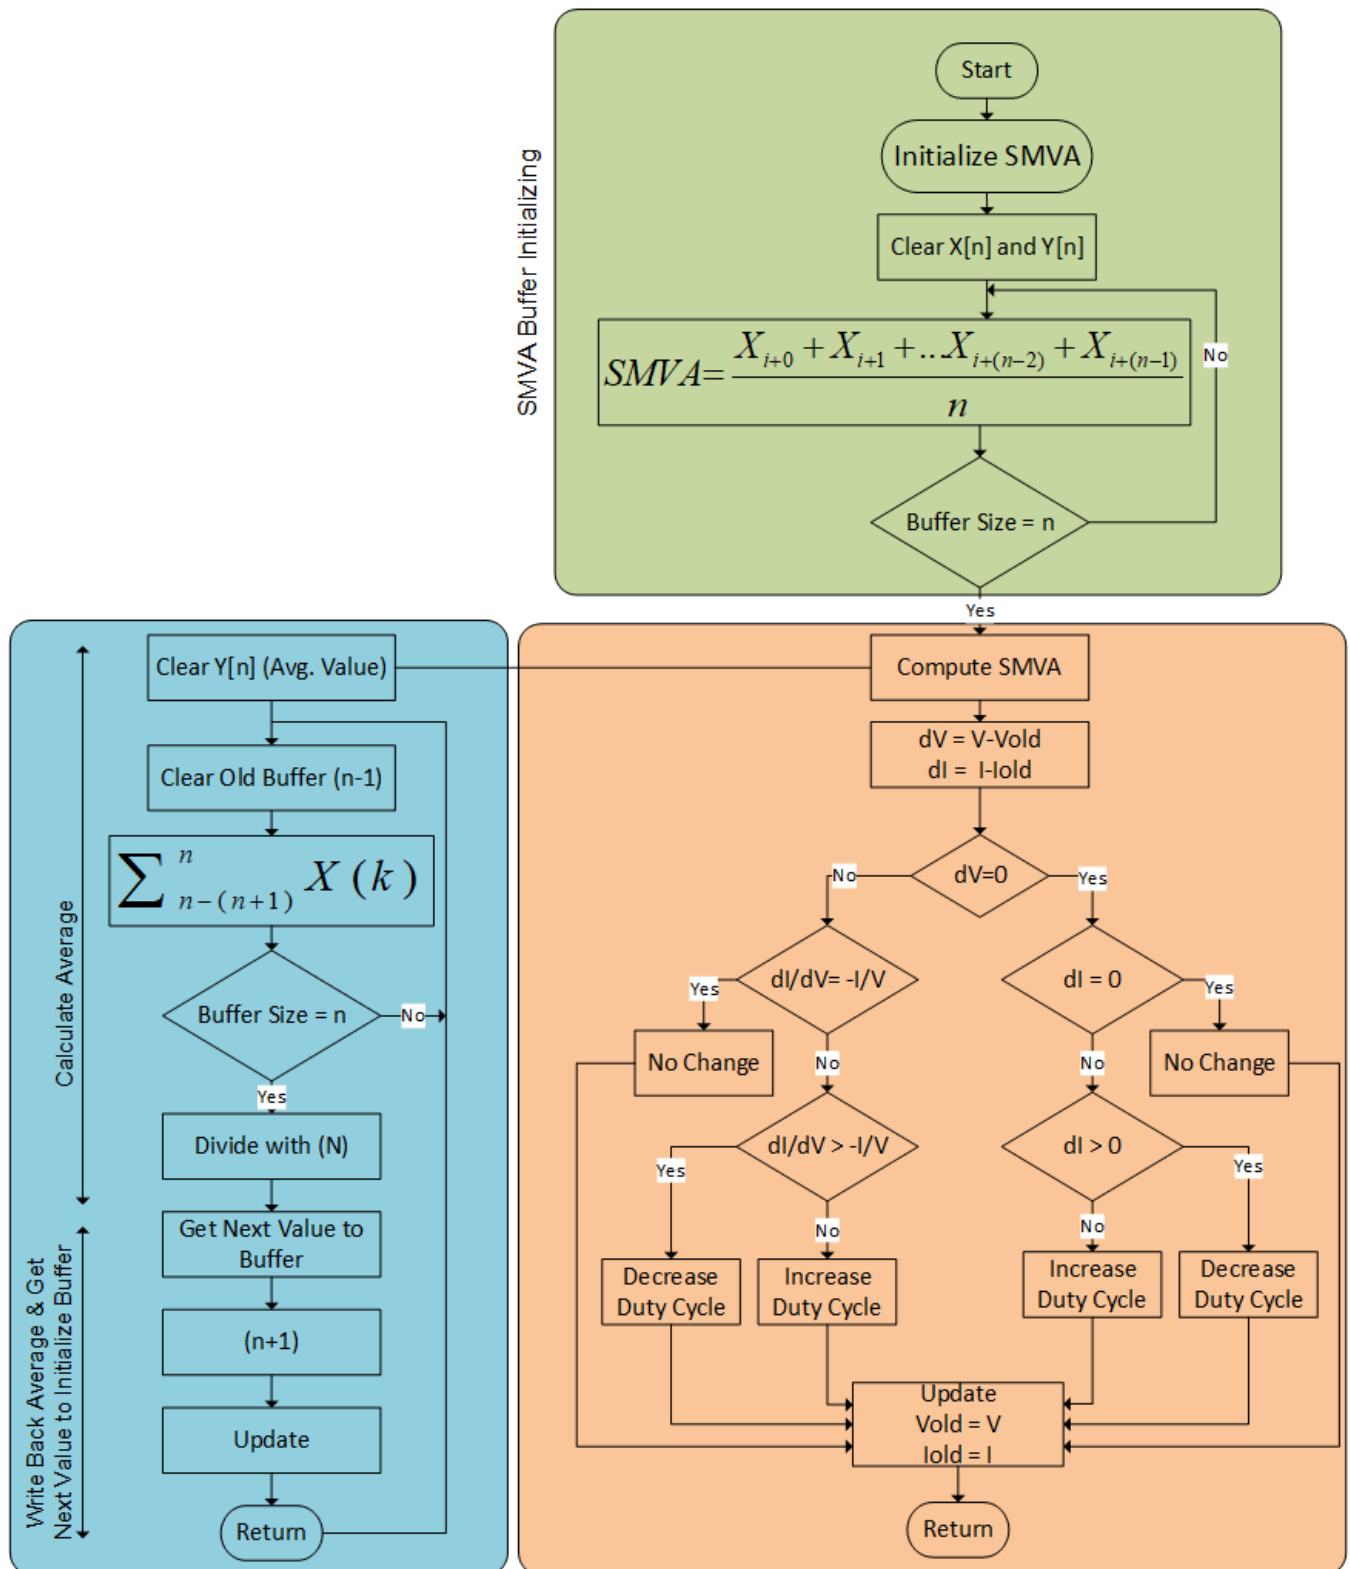 SMVA Buffer Initializing
Start
Initialize SMVA
Clear X[n] and Y[n]
SMVA = \frac{X_{i+0} + X_{i+1} + ...X_{i+(n-2)} + X_{i+(n-1)}}{n}
No
Buffer Size = n
Yes
Calculate Average
Clear Y[n] (Avg. Value)
Clear Old Buffer (n-1)
\sum_{n-(n+1)}^{n} X(k)
Buffer Size = n
No
Yes
Divide with (N)
Write Back Average & Get
Next Value to Initialize Buffer
Get Next Value to
Buffer
(n+1)
Update
Return
Compute SMVA
dV = V-Vold
dI = I-Iold
dV=0
No
Yes
dI/dV= -I/V
Yes
No Change
No
dI/dV > -I/V
Yes
No
Decrease
Duty Cycle
Increase
Duty Cycle
dI = 0
Yes
No Change
No
dI > 0
Yes
No
Increase
Duty Cycle
Decrease
Duty Cycle
Update
Vold = V
Iold = I
Return